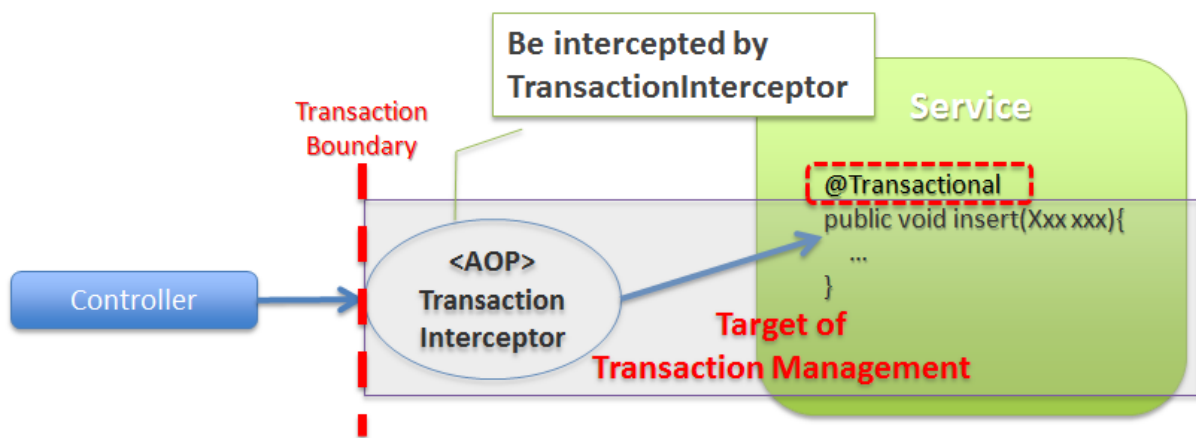 Be intercepted by
TransactionInterceptor
Transaction
Boundary
Service
@Transactional
public void insert(Xxx xxx){
...
}
Controller
<AOP>
Transaction
Interceptor
Target of
Transaction Management